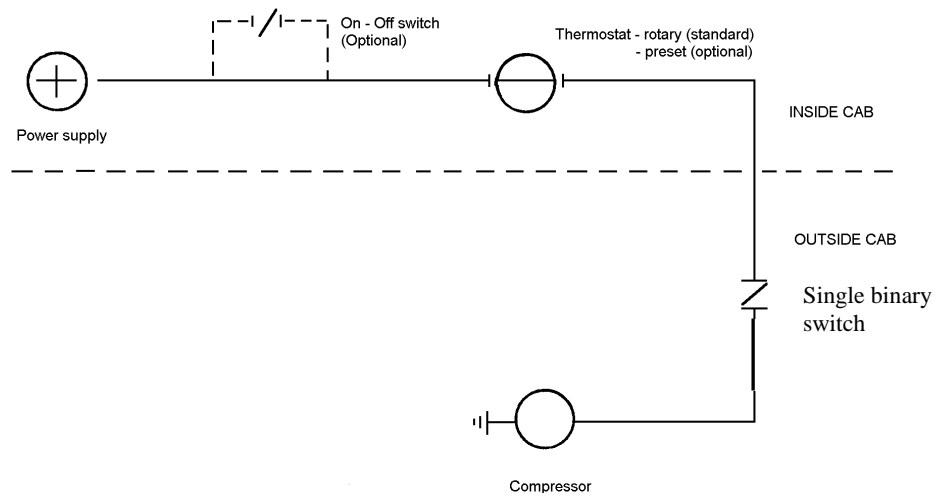 On - Off switch
(Optional)
Thermostat - rotary (standard)
- preset (optional)
Power supply
INSIDE CAB
OUTSIDE CAB
Single binary
switch
Compressor